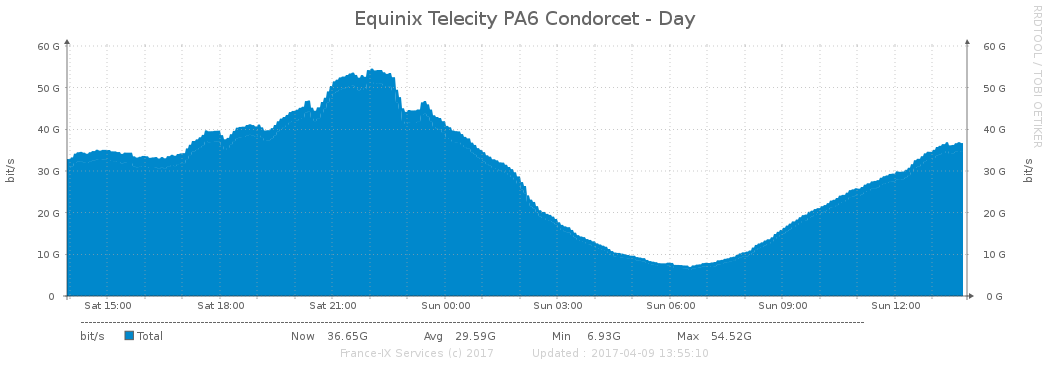 Equinix Telecity PA6 Condorcet - Day
RRDTOOL / TOBI OETIKER
60 G 60 G
50 G 50 G
40 G 40 G
30 G 30 G
20 G 20 G
10 G 10 G
0 0 G
bit/s bit/s
Sat 15:00 Sat 18:00 Sat 21:00 Sun 00:00 Sun 03:00 Sun 06:00 Sun 09:00 Sun 12:00
bit/s Total Now 36.65G Avg 29.59G Min 6.93G Max 54.52G
France-IX Services (c) 2017 Updated : 2017-04-09 13:55:10